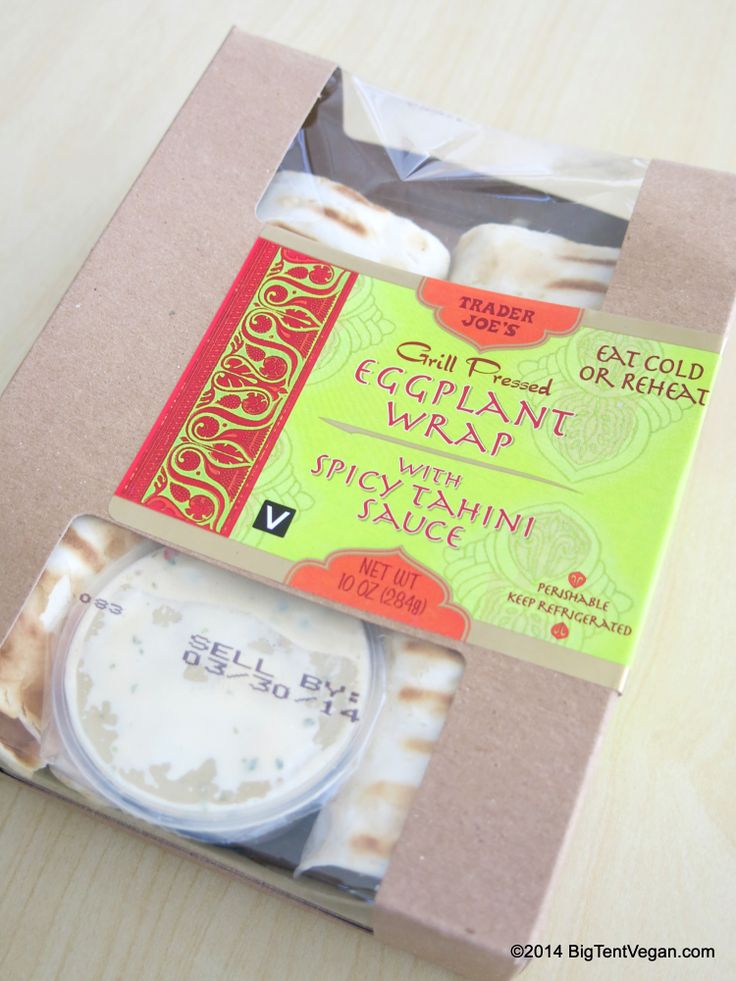 TRADER
JOE'S
Grill Pressed
EGGPLANT
WRAP
WITH
SPICY TAHINI
SAUCE
EAT COLD
OR REHEAT
V
NET WT
10 OZ (284g)
PERISHABLE
KEEP REFRIGERATED
083
SELL BY:
03/30/14
©2014 BigTentVegan.com